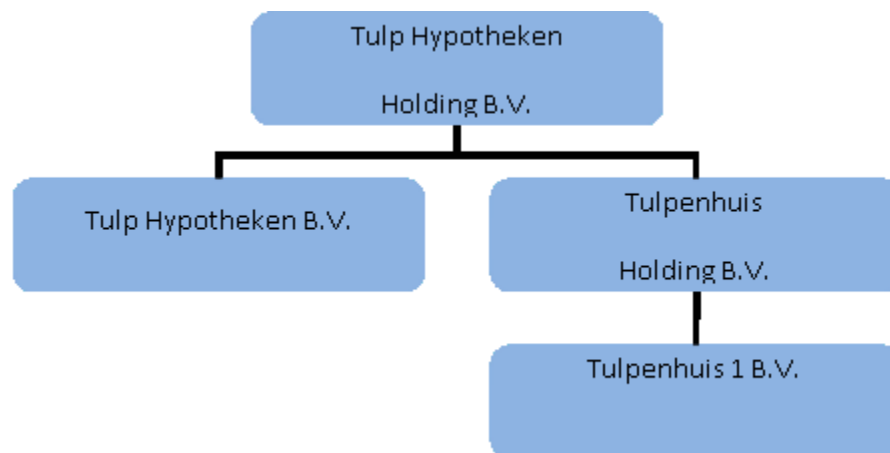 Tulp Hypotheken
Holding B.V.
Tulp Hypotheken B.V.
Tulpenhuis
Holding B.V.
Tulpenhuis 1 B.V.